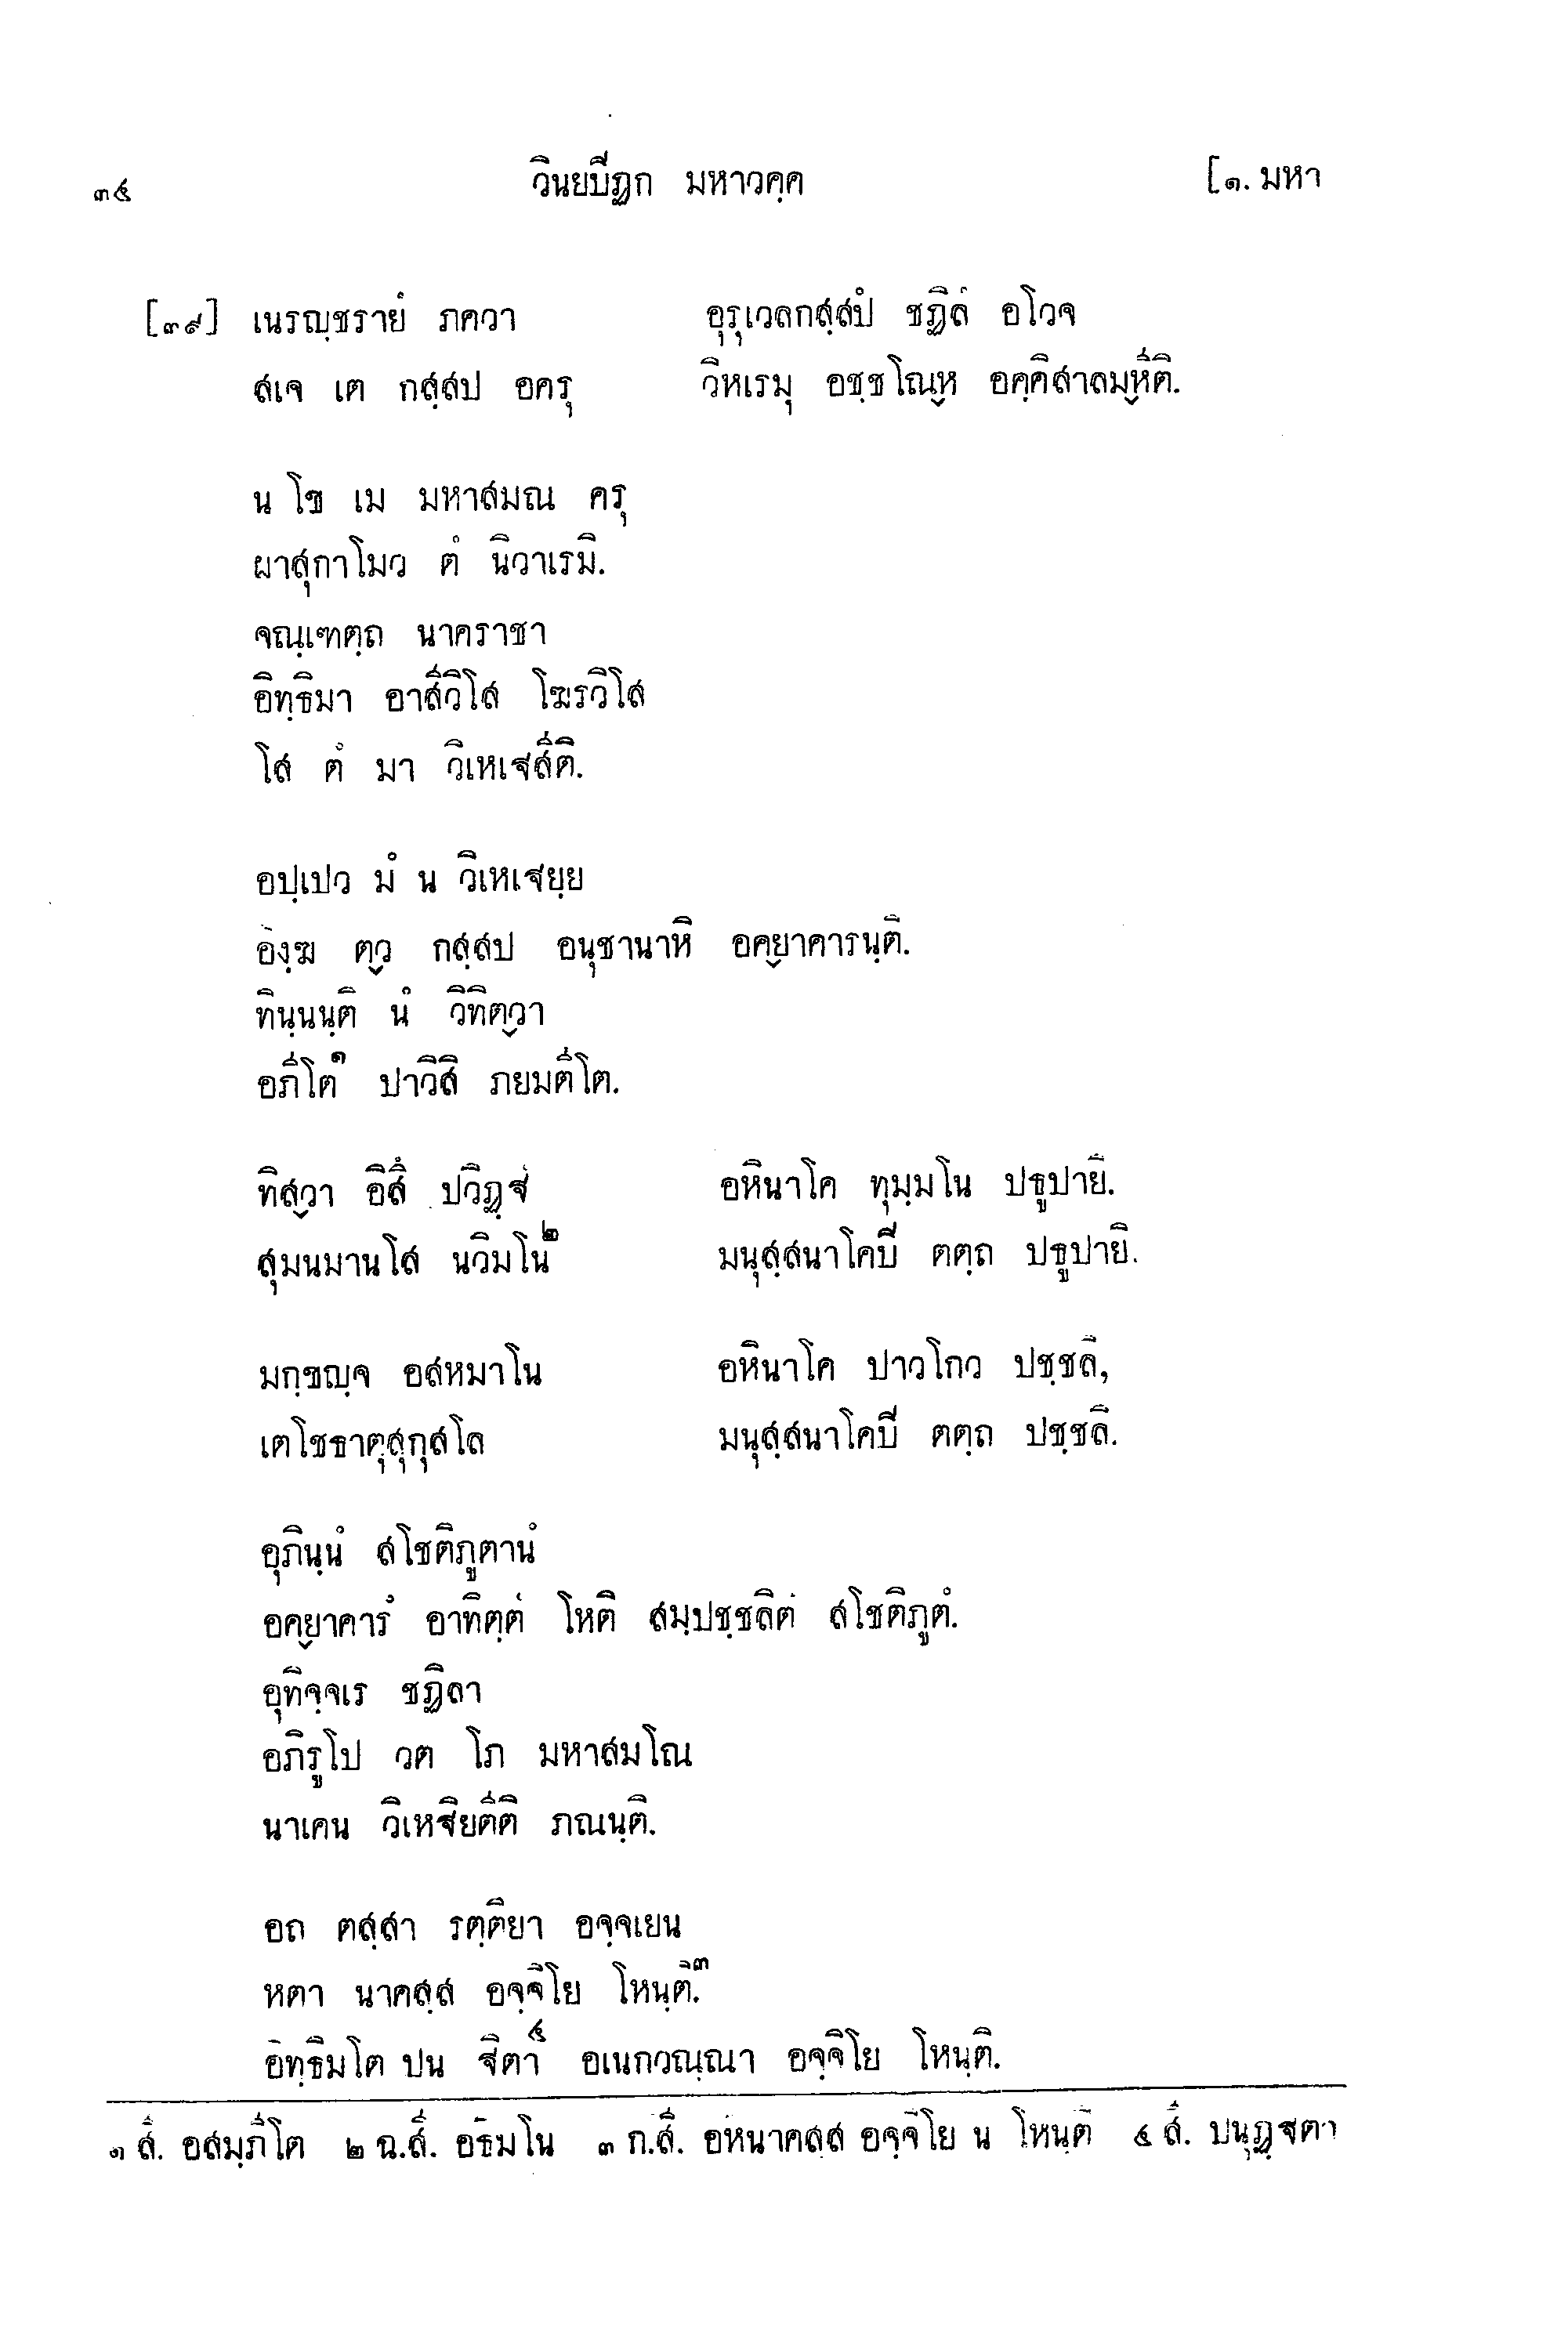 ๓๔ วินยปีฏก มหาวคฺค [๑. มหา
[๓๙] เนรญฺชรายํ ภควา อุรุเวลกสฺสปํ ชฏิลํ อโวจ
สเจ เต กสฺสป อครุ วิหเรมุ อชฺชโณฺห อคฺคิสาลมฺหีติ.
น โข เม มหาสมณ ครุ
ผาสุกาโมว ตํ นิวาเรมิ.
จณฺเฑตฺถ นาคราชา
อิทฺธิมา อาสีวิโส โฆรวิโส
โส ตํ มา วิเหเฐสีติ.
อปฺเปว มํ น วิเหเฐยฺย
อิงฺฆ ตฺว กสฺสป อนุชานาหิ อคฺยาคารนฺติ.
ทินฺนนฺติ นํ วิทิตฺวา
อภีโต๑ ปาวิสิ ภยมตีโต.
ทิสฺวา อิสึ ปวิฏฺฐํ อหินาโค ทุมฺมโน ปธูปายิ.
สุมนมานโส นวิมโน๒ มนุสฺสนาโคปี ตตฺถ ปธูปายิ.
มกฺขญฺจ อสหมาโน อหินาโค ปาวโกว ปชฺชลิ,
เตโชธาตุสุกุสโล มนุสฺสนาโคปี ตตฺถ ปชฺชลิ.
อุภินฺนํ สโชติภูตานํ
อคฺยาคารํ อาทิตฺตํ โหติ สมฺปชฺชลิตํ สโชติภูตํ.
อุทิจฺจเร ชฏิลา
อภิรูโป วต โภ มหาสมโณ
นาเคน วิเหฐิยตีติ ภณนฺติ.
อถ ตสฺสา รตฺติยา อจฺจเยน
หตา นาคสฺส อจฺจิโย โหนฺติ.๓
อิทฺธิมโต ปน ฐิตา๔ อเนกวณฺณา อจฺจิโย โหนฺติ.
๑ สี. อสมฺภีโต ๒ ฉ.สี. อธิมโน ๓ ก.สี. อหินาคสฺส อจฺจิโย น โหนฺติ ๔ สี. ปนุฏฺฐตา